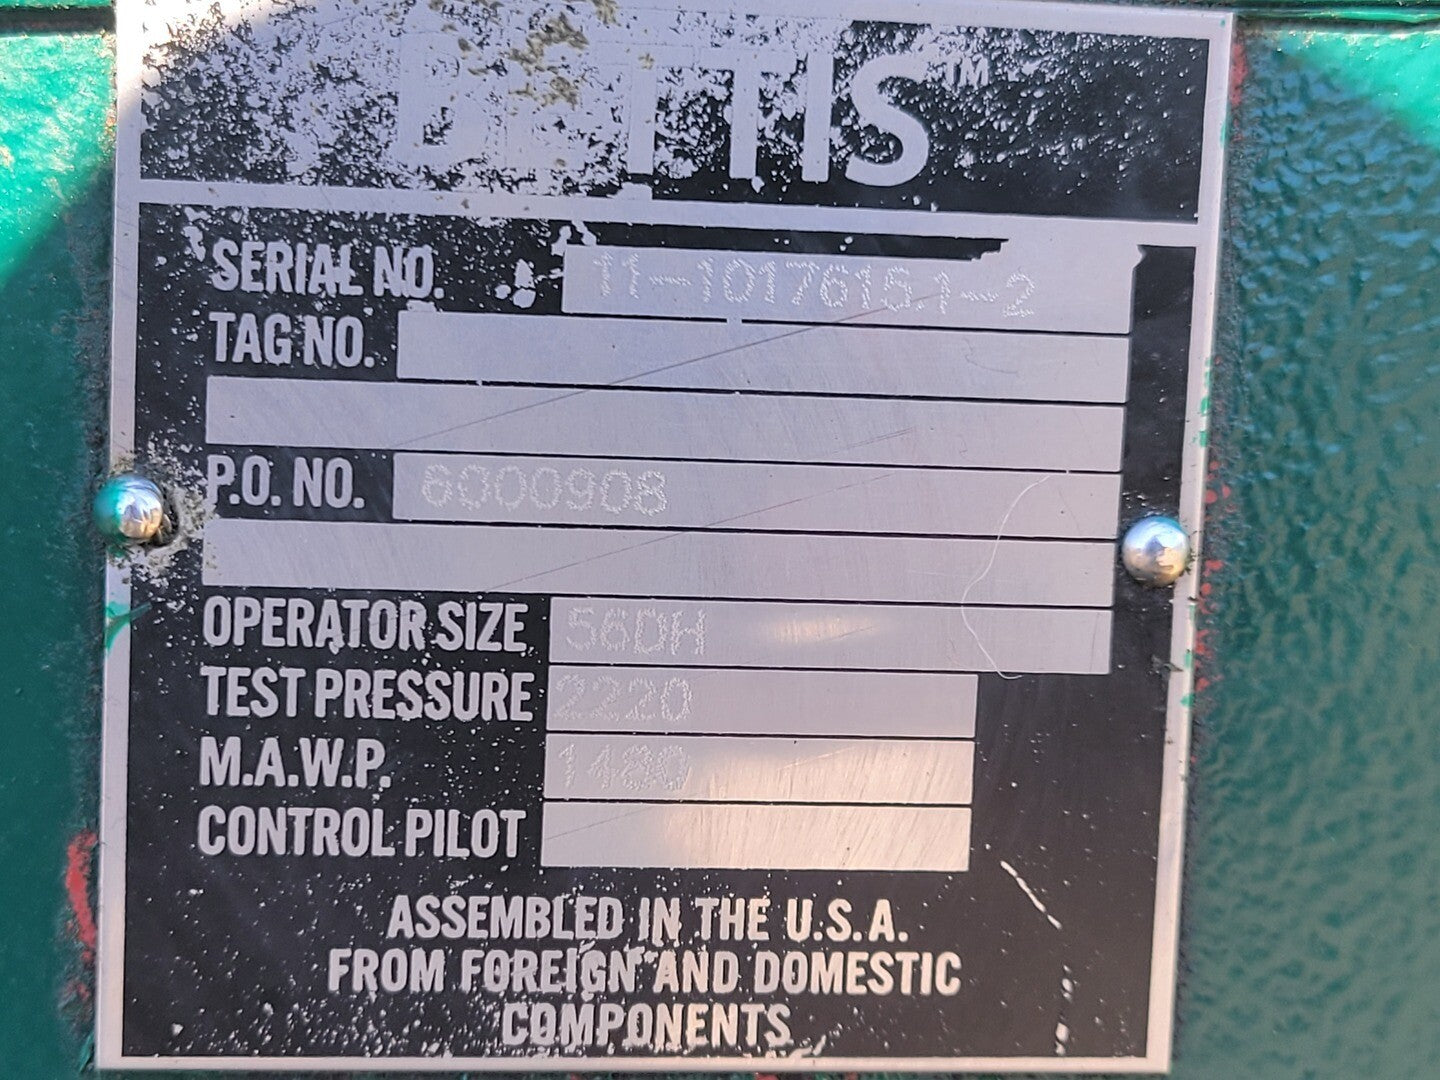 BETTIS™
SERIAL NO. 11-10176151-2
TAG NO.
P.O. NO. 6000908
OPERATOR SIZE 56DH
TEST PRESSURE 2220
M.A.W.P. 1480
CONTROL PILOT
ASSEMBLED IN THE U.S.A.
FROM FOREIGN AND DOMESTIC
COMPONENTS